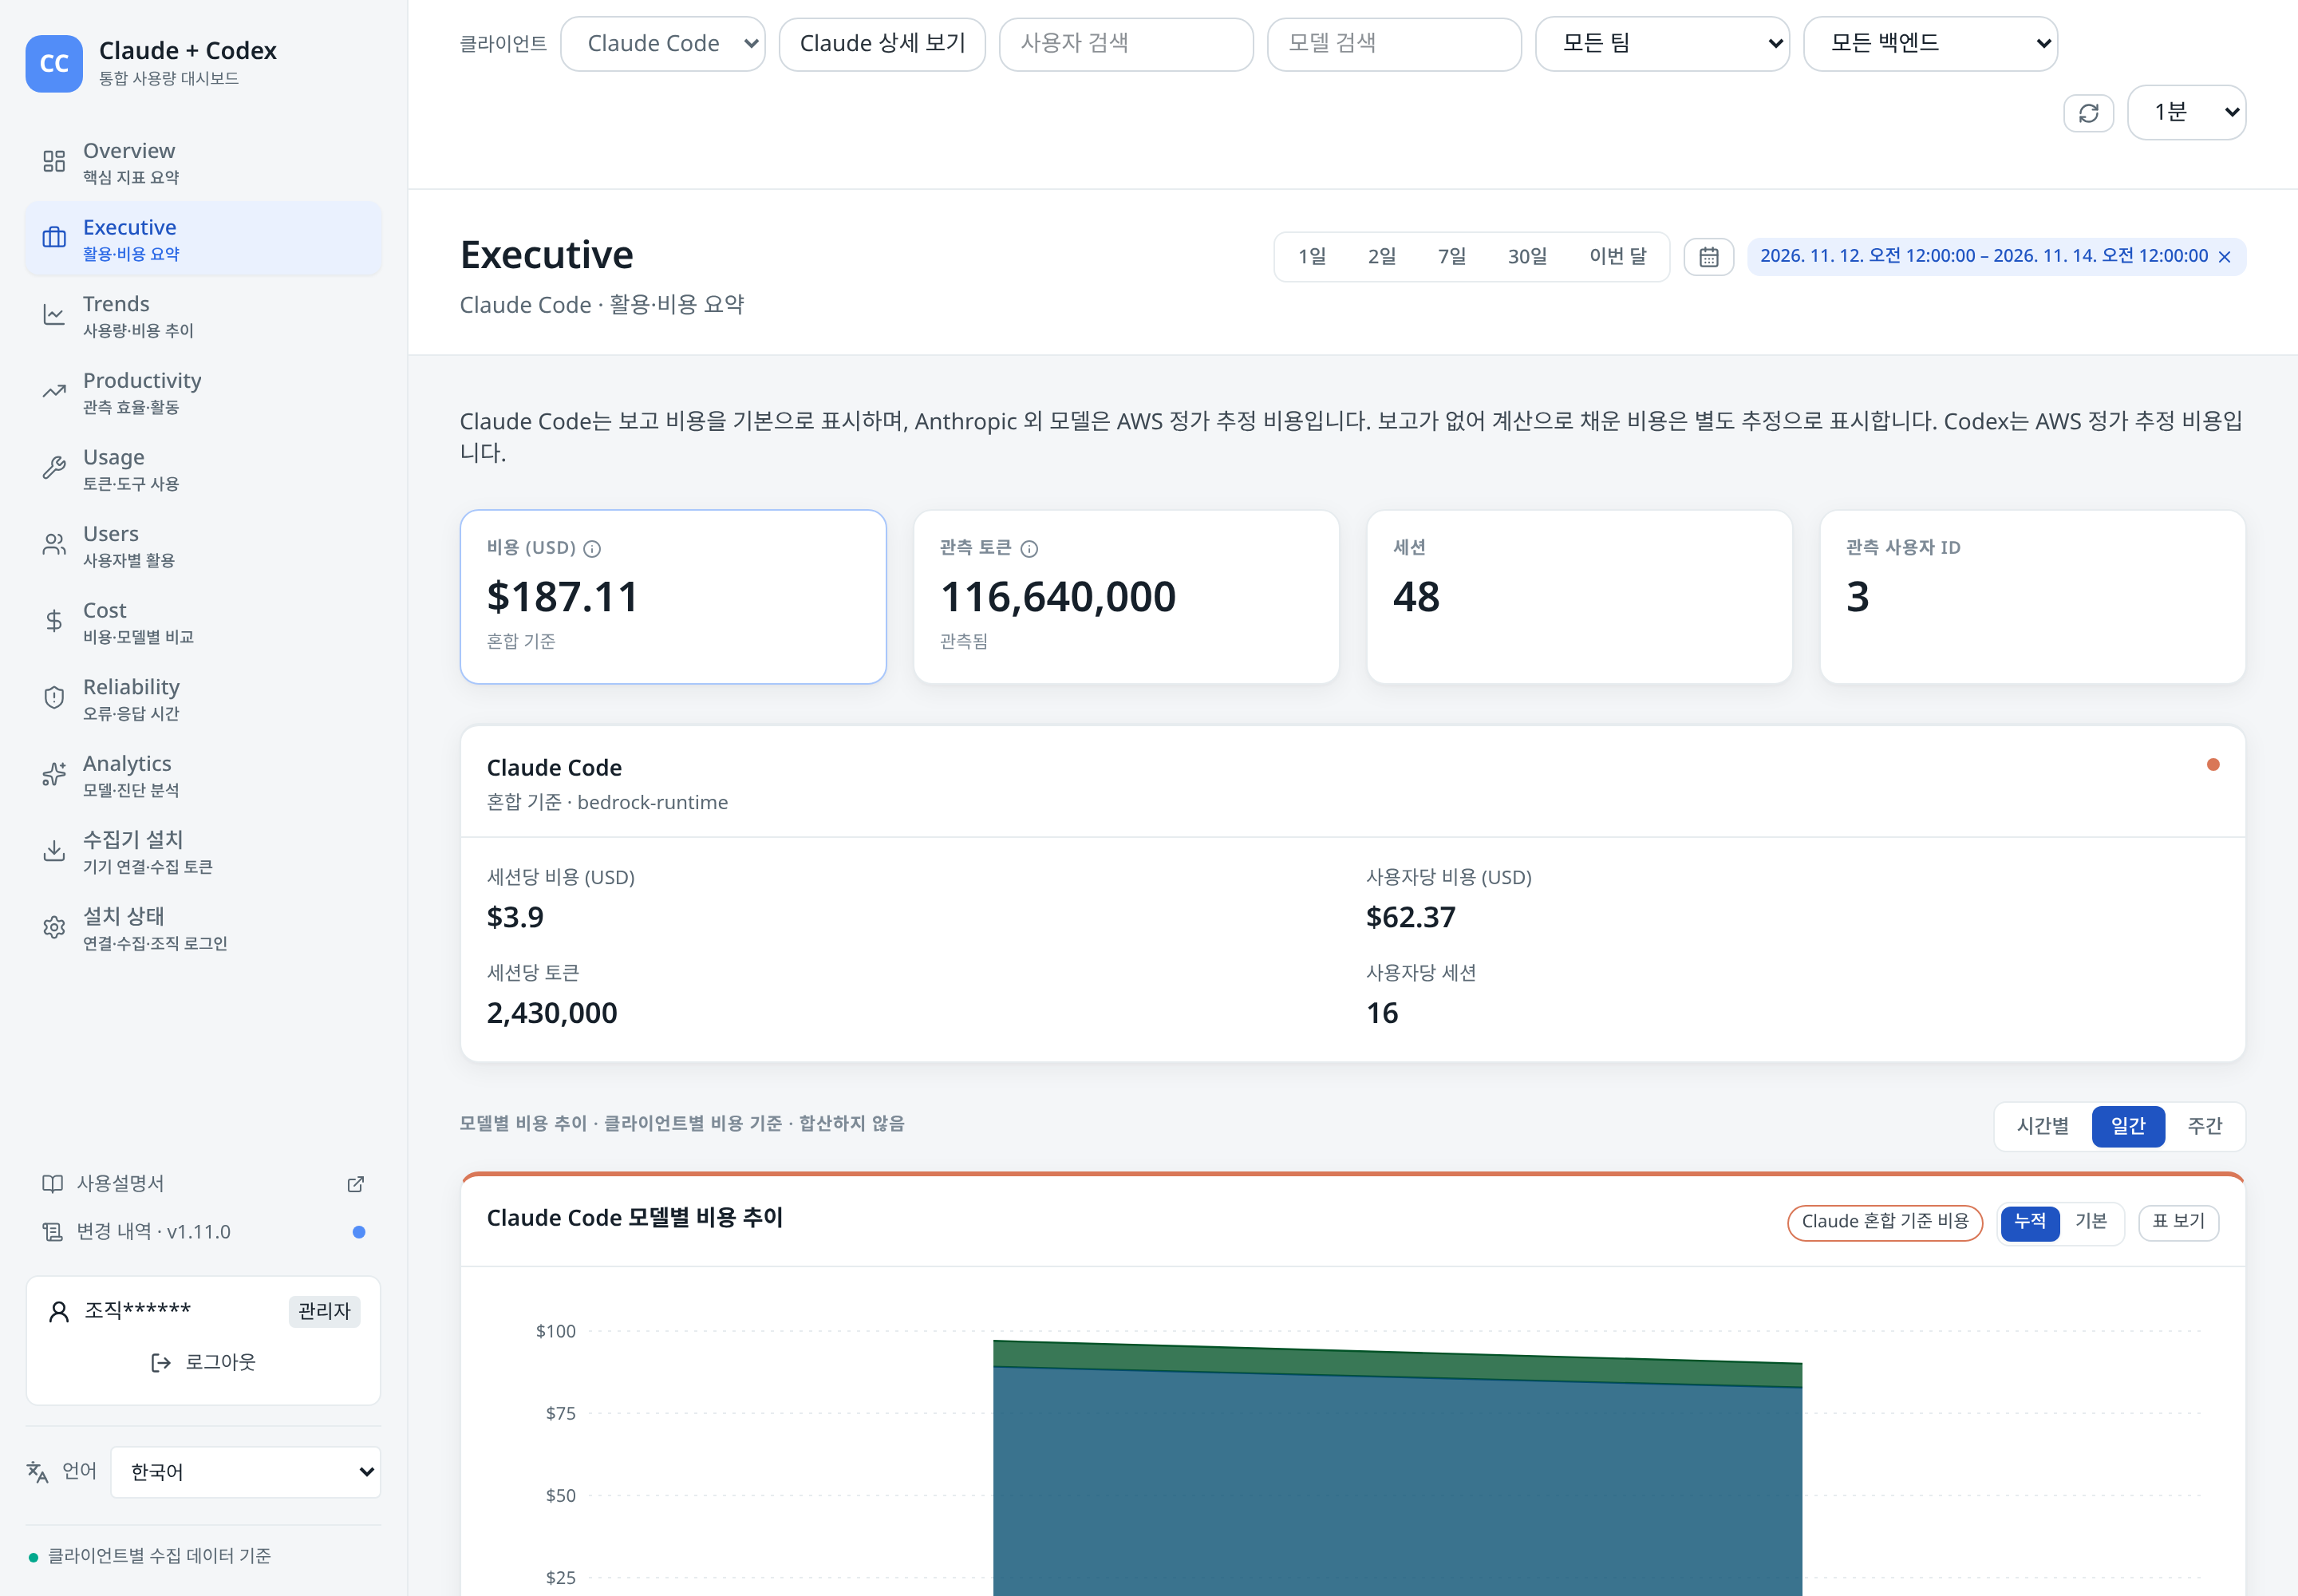 CC
Claude + Codex
통합 사용량 대시보드
Overview
핵심 지표 요약
Executive
활용·비용 요약
Trends
사용량·비용 추이
Productivity
관측 효율·활동
Usage
토큰·도구 사용
Users
사용자별 활용
Cost
비용·모델별 비교
Reliability
오류·응답 시간
Analytics
모델·진단 분석
수집기 설치
기기 연결·수집 토큰
설치 상태
연결·수집·조직 로그인
사용설명서
변경 내역 · v1.11.0
조직****** 관리자
로그아웃
언어 한국어
클라이언트별 수집 데이터 기준
클라이언트 Claude Code Claude 상세 보기 사용자 검색 모델 검색 모든 팀 모든 백엔드
1분
Executive
Claude Code · 활용·비용 요약
1일 2일 7일 30일 이번 달 2026. 11. 12. 오전 12:00:00 – 2026. 11. 14. 오전 12:00:00
Claude Code는 보고 비용을 기본으로 표시하며, Anthropic 외 모델은 AWS 정가 추정 비용입니다. 보고가 없어 계산으로 채운 비용은 별도 추정으로 표시합니다. Codex는 AWS 정가 추정 비용입
니다.
비용 (USD)
$187.11
혼합 기준
관측 토큰
116,640,000
관측됨
세션
48
관측 사용자 ID
3
Claude Code
혼합 기준 · bedrock-runtime
세션당 비용 (USD)
$3.9
사용자당 비용 (USD)
$62.37
세션당 토큰
2,430,000
사용자당 세션
16
모델별 비용 추이 · 클라이언트별 비용 기준 · 합산하지 않음
시간별 일간 주간
Claude Code 모델별 비용 추이
Claude 혼합 기준 비용 누적 기본 표 보기
$100
$75
$50
$25